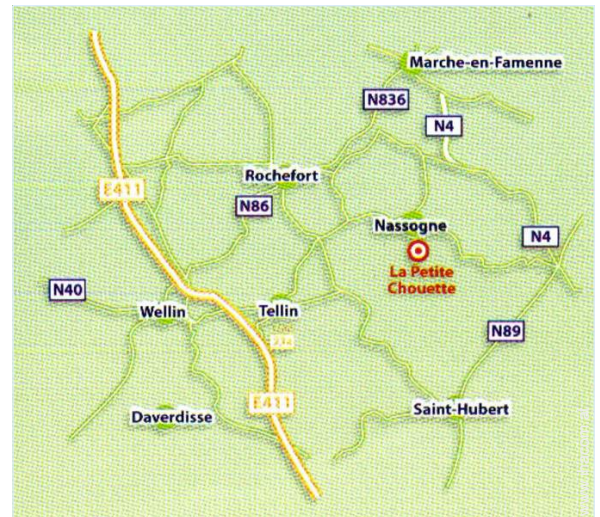 Marche-en-Famenne
N836
N4
Rochefort
E411
N86
Nassogne
N4
La Petite
Chouette
N40
Wellin
Tellin
N89
E411
Daverdisse
Saint-Hubert